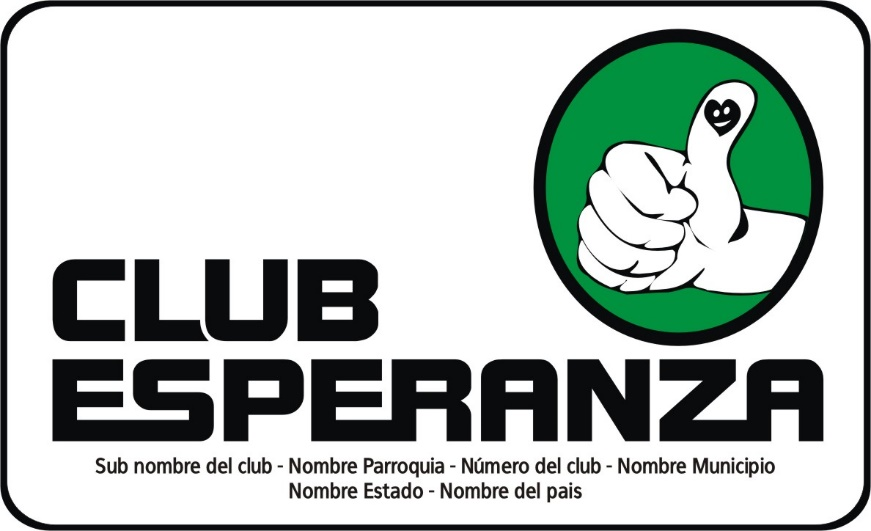 CLUB
ESPERANZA
Sub nombre del club - Nombre Parroquia - Número del club - Nombre Municipio
Nombre Estado - Nombre del pais